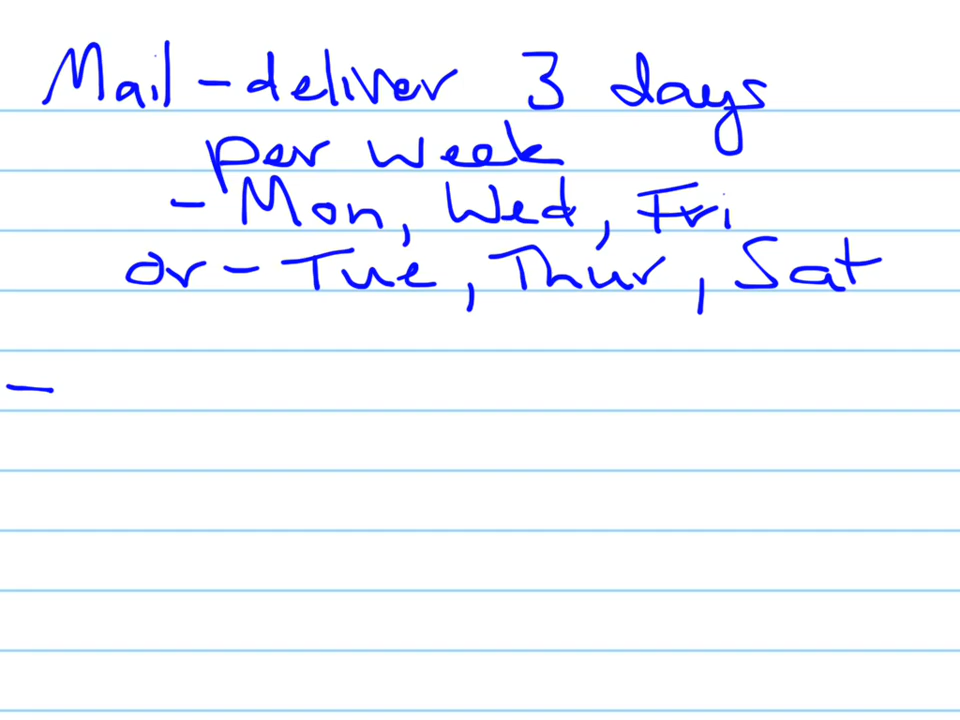 Mail - deliver 3 days
per week
- Mon, Wed, Fri
or - Tue, Thur, Sat
-